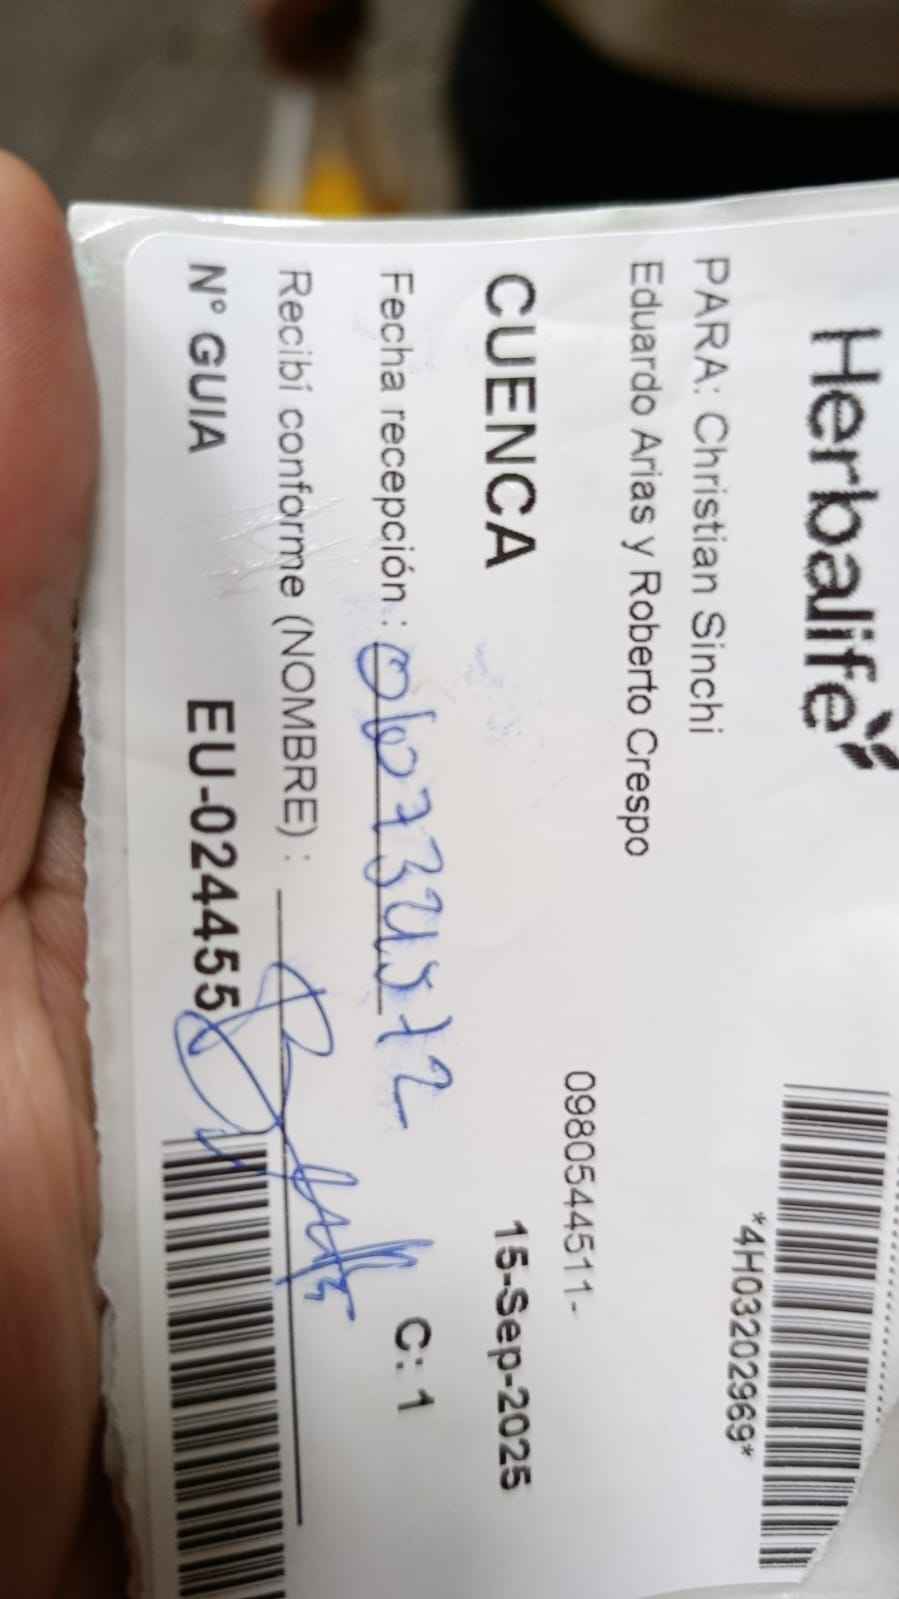 Herbalife
*4H03202969*
PARA: Christian Sinchi
Eduardo Arias y Roberto Crespo
0980544511-
CUENCA 15-Sep-2025
Fecha recepción : C: 1
Recibí conforme (NOMBRE) :
N° GUIA EU-024455